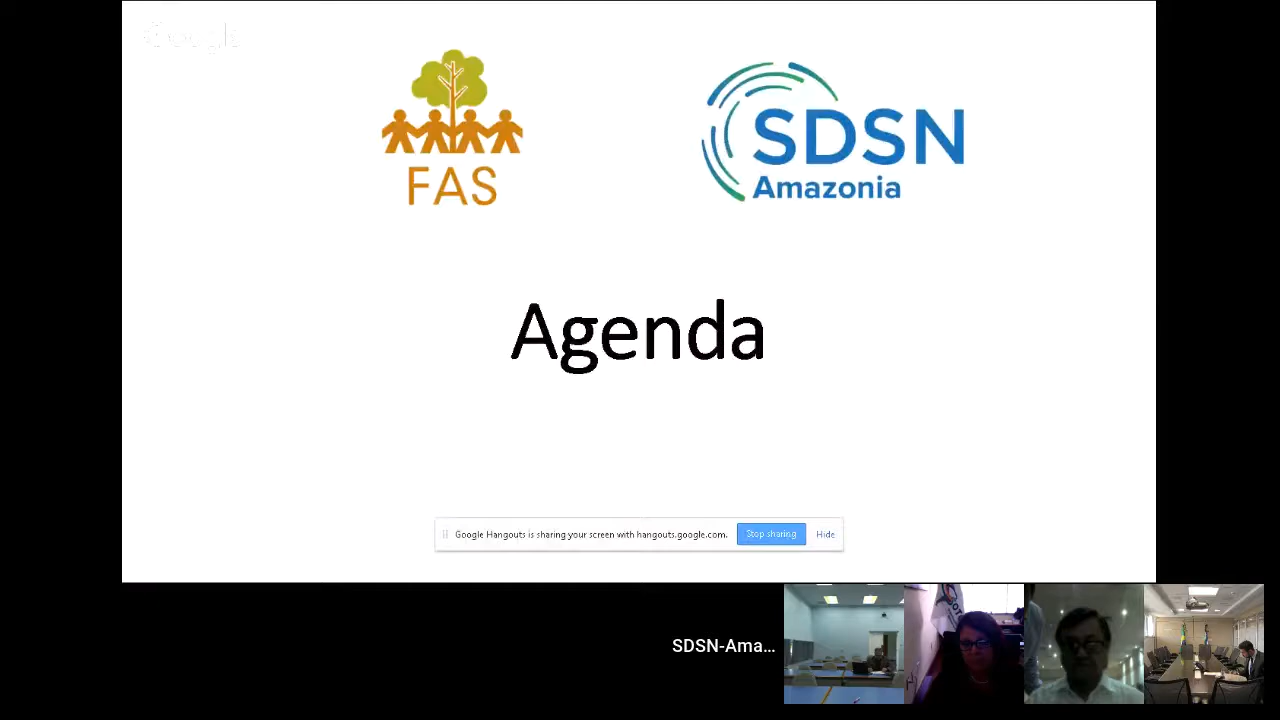 Google
FAS
SDSN
Amazonia
Agenda
Google Hangouts is sharing your screen with hangouts.google.com. Stop sharing Hide
SDSN-Ama...